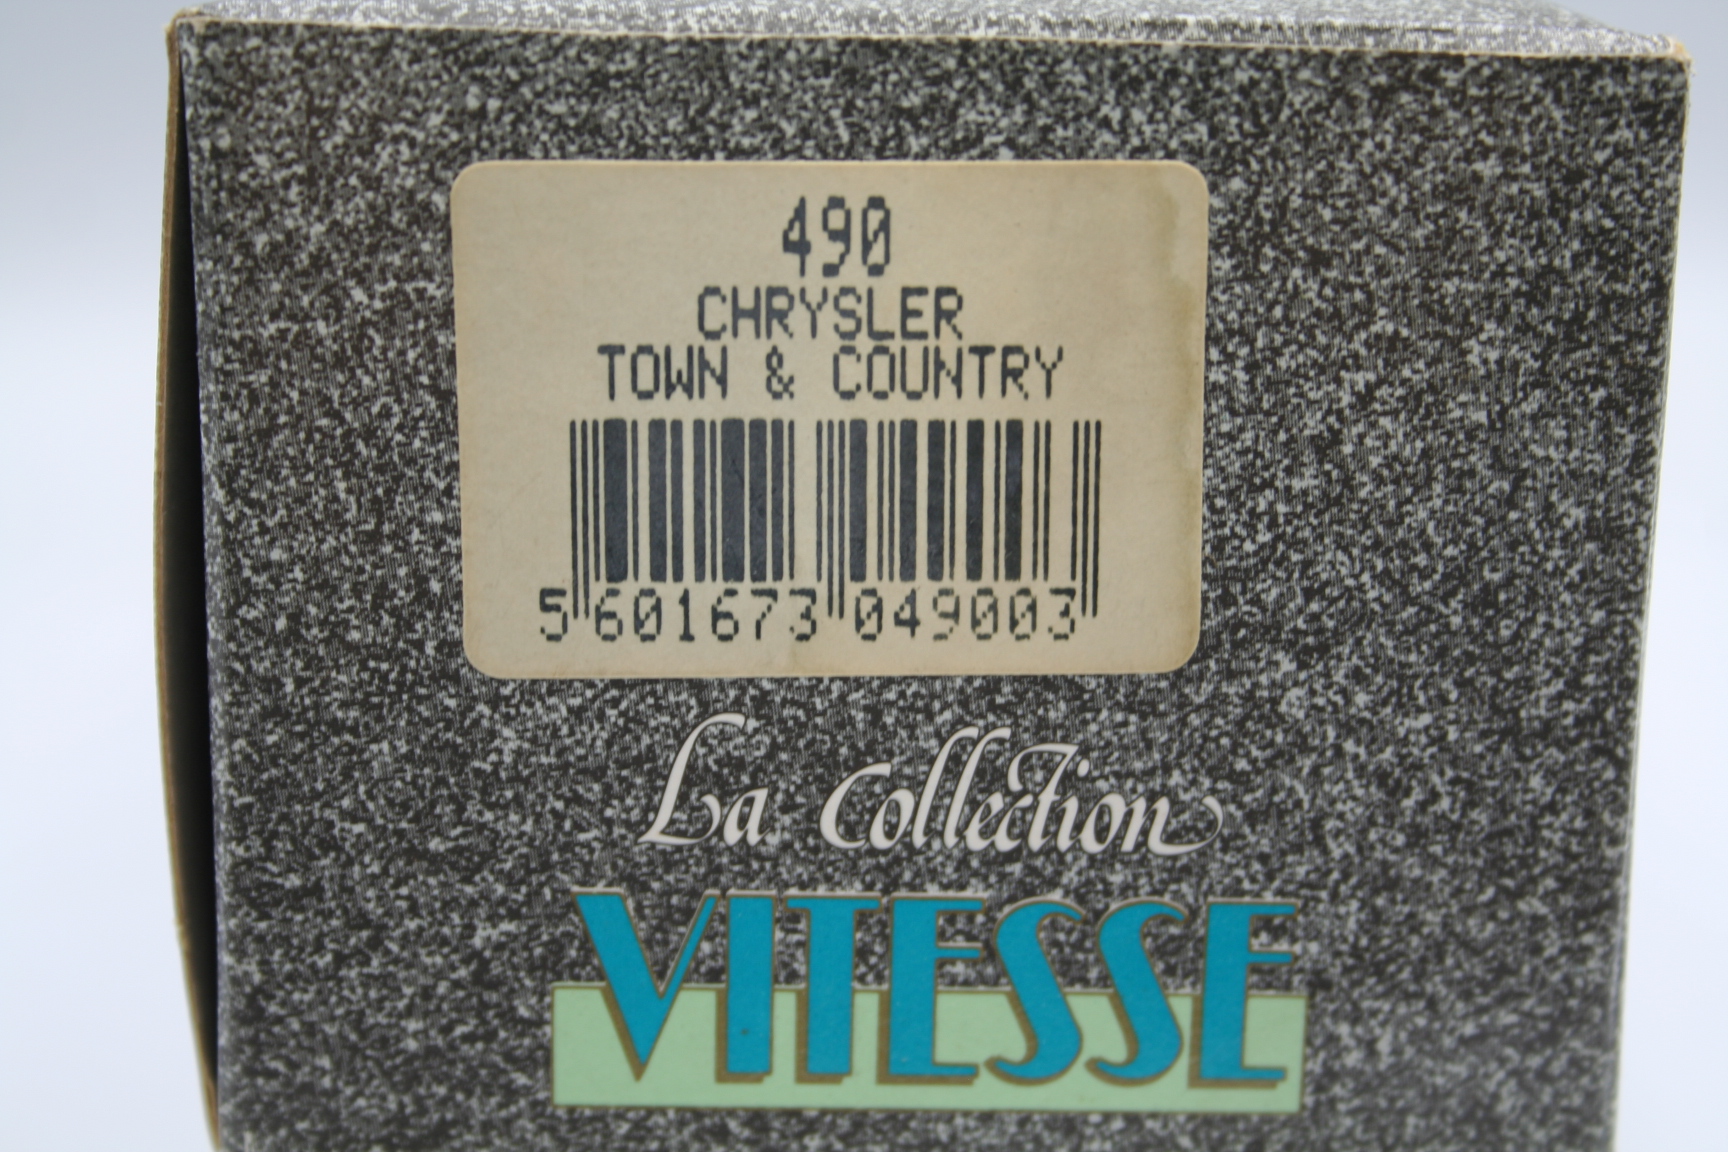 490
CHRYSLER
TOWN & COUNTRY
5 601673 049003
La Collection
VITESSE